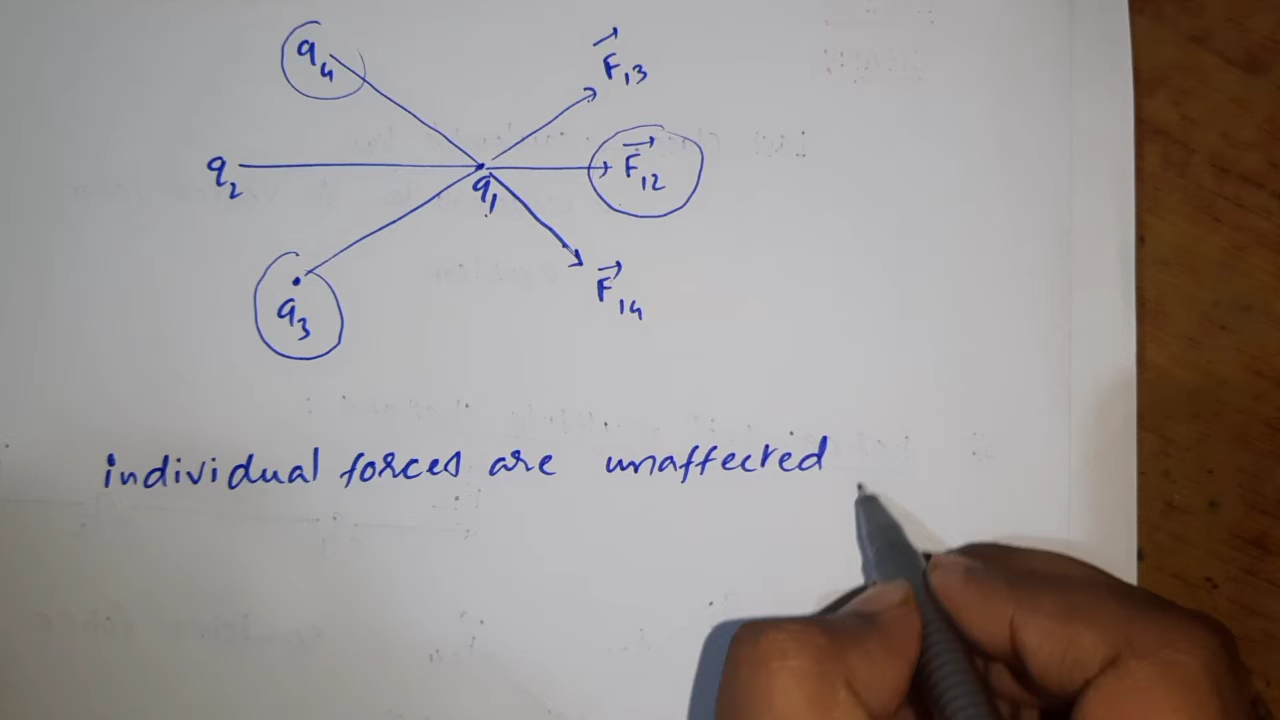 q4
F13
q2
q1
F12
q3
F14
individual forces are unaffected